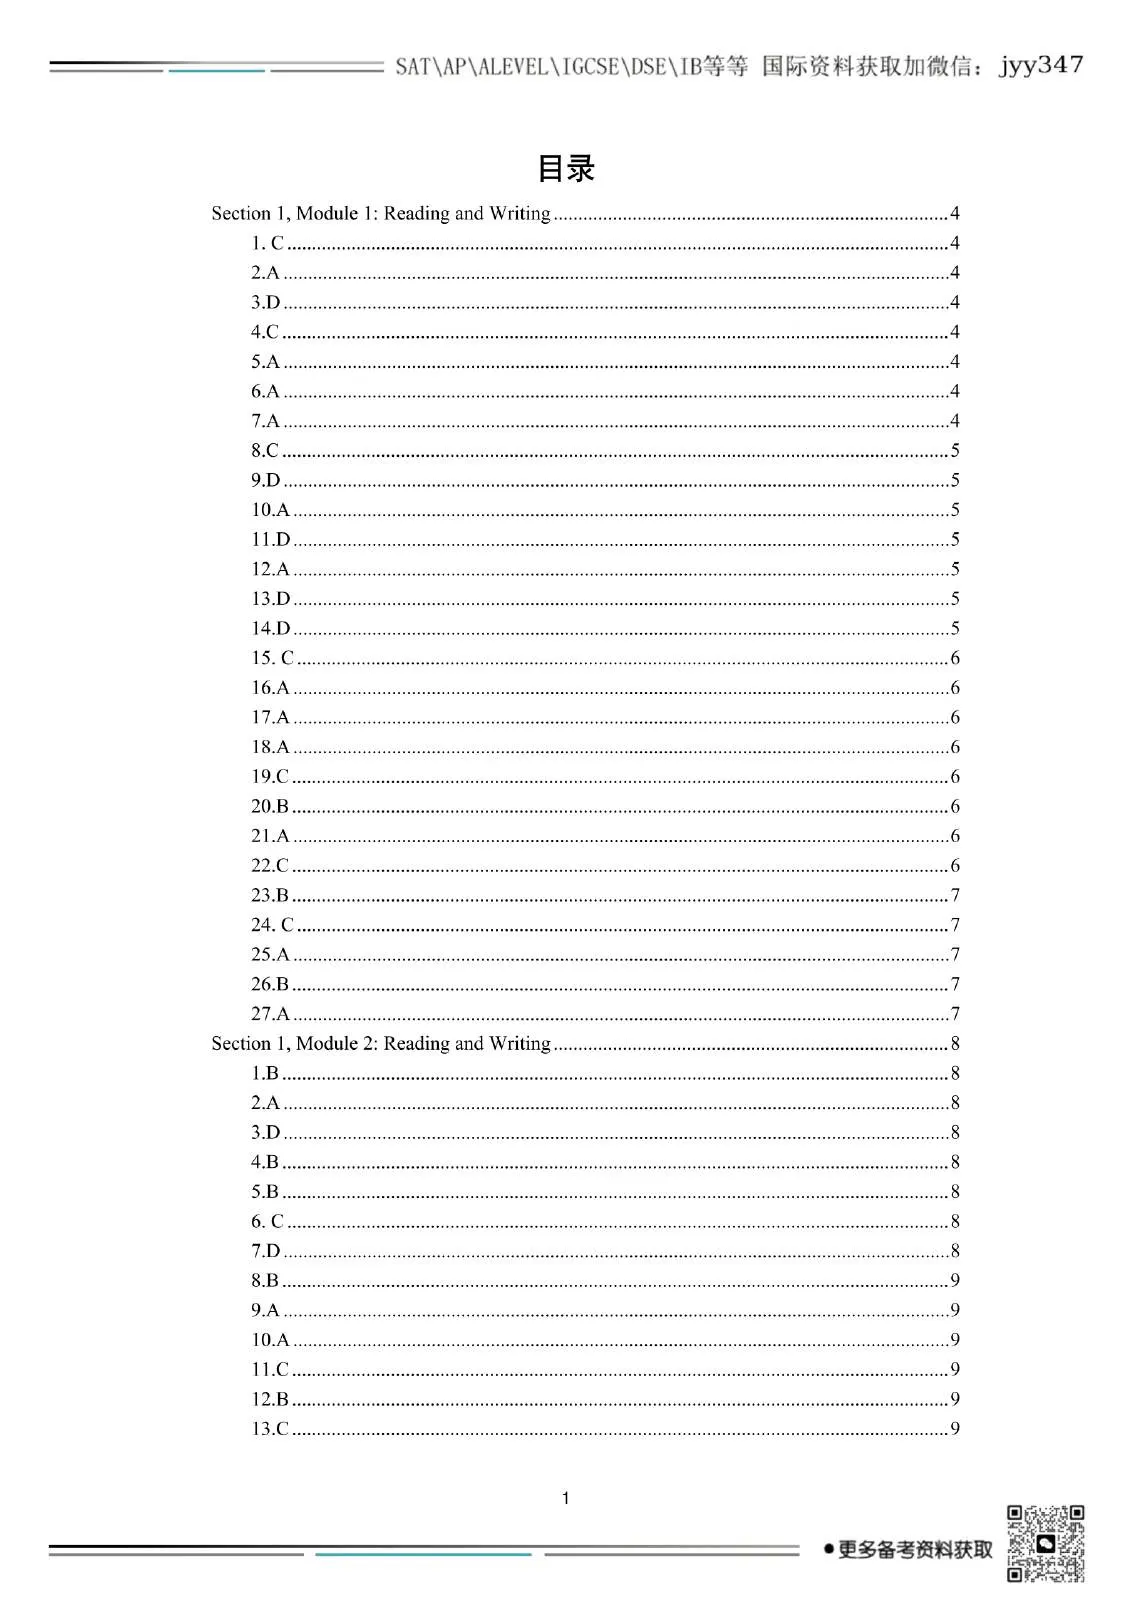 SAT\AP\ALEVEL\IGCSE\DSE\IB等等 国际资料获取加微信：jyy347
目录
Section 1, Module 1: Reading and Writing........................4
1. C........................4
2.A........................4
3.D........................4
4.C........................4
5.A........................4
6.A........................4
7.A........................4
8.C........................5
9.D........................5
10.A........................5
11.D........................5
12.A........................5
13.D........................5
14.D........................5
15. C........................6
16.A........................6
17.A........................6
18.A........................6
19.C........................6
20.B........................6
21.A........................6
22.C........................6
23.B........................7
24. C........................7
25.A........................7
26.B........................7
27.A........................7
Section 1, Module 2: Reading and Writing........................8
1.B........................8
2.A........................8
3.D........................8
4.B........................8
5.B........................8
6. C........................8
7.D........................8
8.B........................9
9.A........................9
10.A........................9
11.C........................9
12.B........................9
13.C........................9
1
●更多备考资料获取